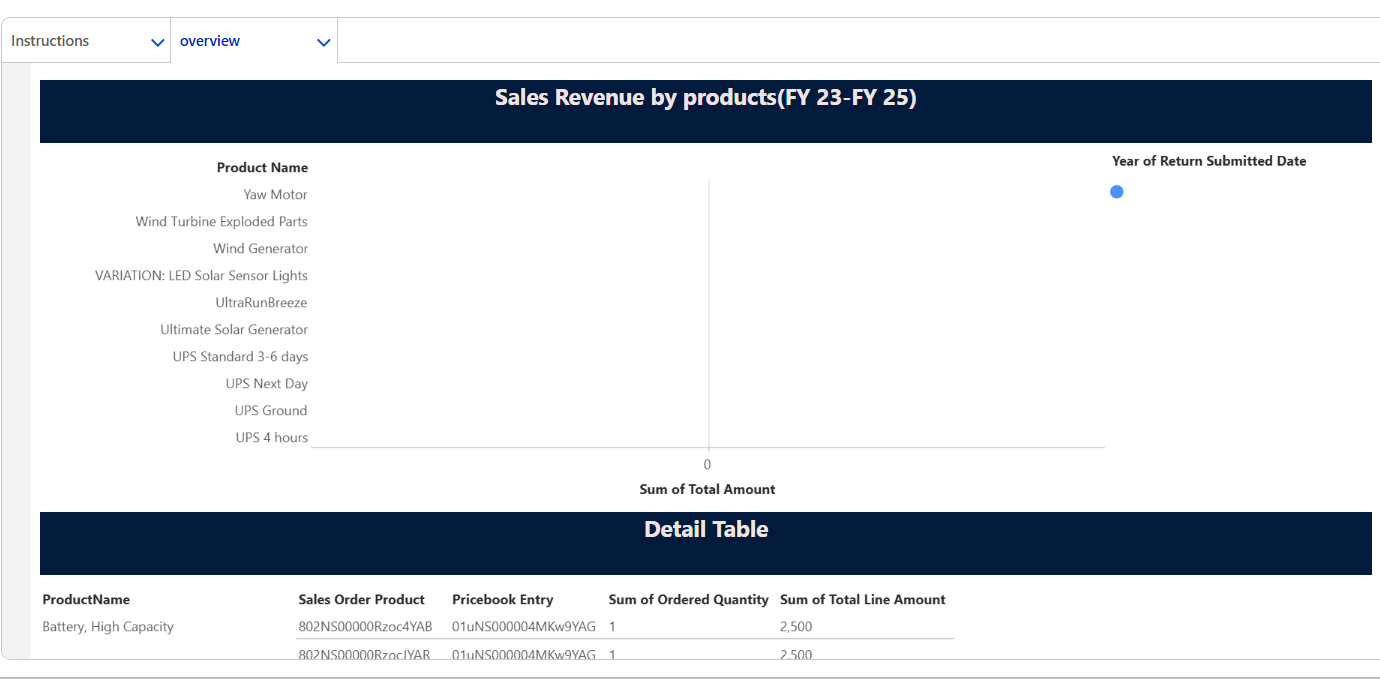 Instructions overview
Sales Revenue by products(FY 23-FY 25)
Product Name
Yaw Motor
Wind Turbine Exploded Parts
Wind Generator
VARIATION: LED Solar Sensor Lights
UltraRunBreeze
Ultimate Solar Generator
UPS Standard 3-6 days
UPS Next Day
UPS Ground
UPS 4 hours
0
Sum of Total Amount
Year of Return Submitted Date
Detail Table
ProductName Sales Order Product Pricebook Entry Sum of Ordered Quantity Sum of Total Line Amount
Battery, High Capacity 802NS00000Rzoc4YAB 01uNS000004MKw9YAG 1 2,500
802NS00000RzocJYAR 01uNS000004MKw9YAG 1 2,500